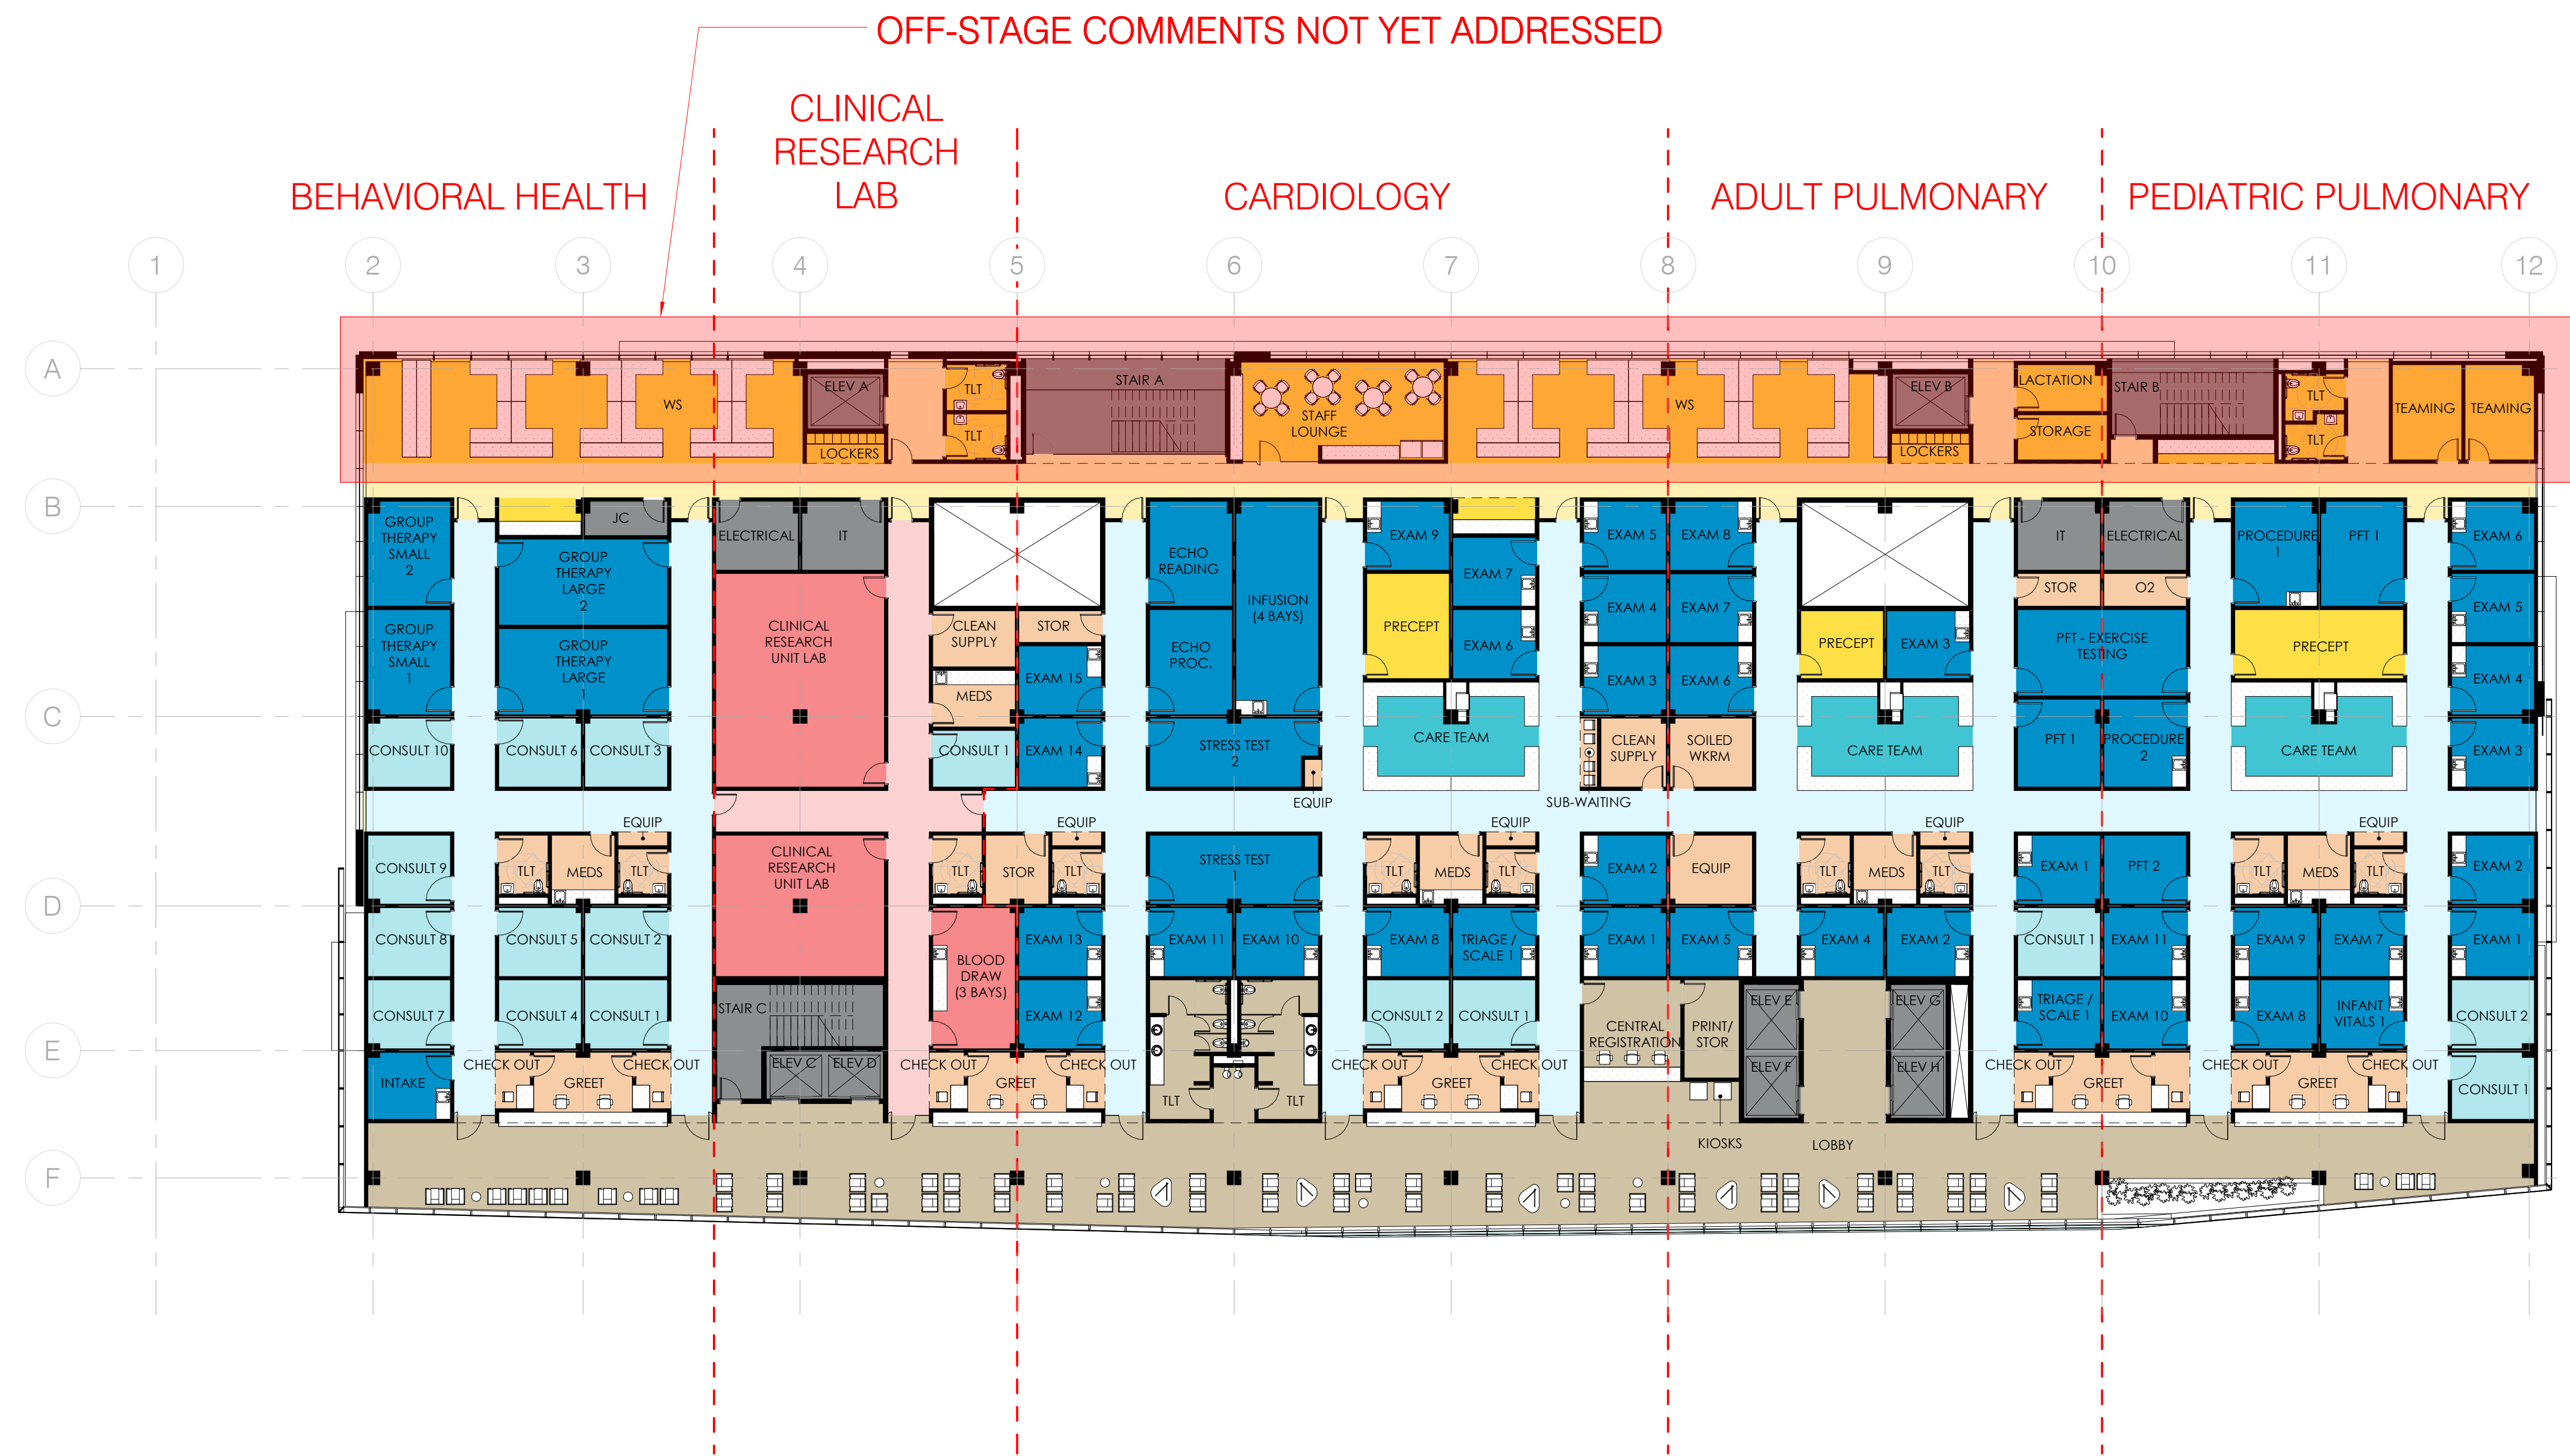 OFF-STAGE COMMENTS NOT YET ADDRESSED
CLINICAL
RESEARCH
LAB
BEHAVIORAL HEALTH
CARDIOLOGY
ADULT PULMONARY
PEDIATRIC PULMONARY
1
2
3
4
5
6
7
8
9
10
11
12
A
WS
ELEV A
LOCKERS
TLT
TLT
STAIR A
STAFF
LOUNGE
WS
ELEV B
LOCKERS
LACTATION
STORAGE
STAIR B
TLT
TLT
TEAMING
TEAMING
B
GROUP
THERAPY
SMALL
2
JC
GROUP
THERAPY
LARGE
2
ELECTRICAL
IT
ECHO
READING
INFUSION
(4 BAYS)
EXAM 9
EXAM 7
EXAM 5
EXAM 8
IT
ELECTRICAL
PROCEDURE
1
PFT 1
EXAM 6
GROUP
THERAPY
SMALL
1
GROUP
THERAPY
LARGE
1
CLINICAL
RESEARCH
UNIT LAB
CLEAN
SUPPLY
STOR
MEDS
EXAM 15
ECHO
PROC.
PRECEPT
EXAM 6
EXAM 4
EXAM 7
EXAM 3
EXAM 6
PRECEPT
EXAM 3
STOR
O2
PFT - EXERCISE
TESTING
PRECEPT
EXAM 5
EXAM 4
C
CONSULT 10
CONSULT 6
CONSULT 3
CONSULT 1
EXAM 14
STRESS TEST
2
EQUIP
CARE TEAM
SUB-WAITING
CLEAN
SUPPLY
SOILED
WKRM
CARE TEAM
PFT 1
PROCEDURE
2
CARE TEAM
EXAM 3
CONSULT 9
TLT
MEDS
EQUIP
TLT
CLINICAL
RESEARCH
UNIT LAB
TLT
STOR
EQUIP
TLT
STRESS TEST
1
TLT
MEDS
EQUIP
TLT
EXAM 2
EQUIP
TLT
MEDS
EQUIP
TLT
EXAM 1
PFT 2
TLT
MEDS
EQUIP
TLT
EXAM 2
D
CONSULT 8
CONSULT 5
CONSULT 2
BLOOD
DRAW
(3 BAYS)
EXAM 13
EXAM 11
EXAM 10
EXAM 8
TRIAGE /
SCALE 1
EXAM 1
EXAM 5
EXAM 4
EXAM 2
CONSULT 1
EXAM 11
EXAM 9
EXAM 7
EXAM 1
CONSULT 7
CONSULT 4
CONSULT 1
STAIR C
EXAM 12
CONSULT 2
CONSULT 1
CENTRAL
REGISTRATION
PRINT/
STOR
ELEV E
ELEV G
TRIAGE /
SCALE 1
EXAM 10
EXAM 8
INFANT
VITALS 1
CONSULT 2
E
INTAKE
CHECK OUT
GREET
CHECK OUT
ELEV C
ELEV D
CHECK OUT
GREET
CHECK OUT
TLT
TLT
CHECK OUT
GREET
CHECK OUT
ELEV F
ELEV H
CHECK OUT
GREET
CHECK OUT
GREET
CHECK OUT
CONSULT 1
KIOSKS
LOBBY
F